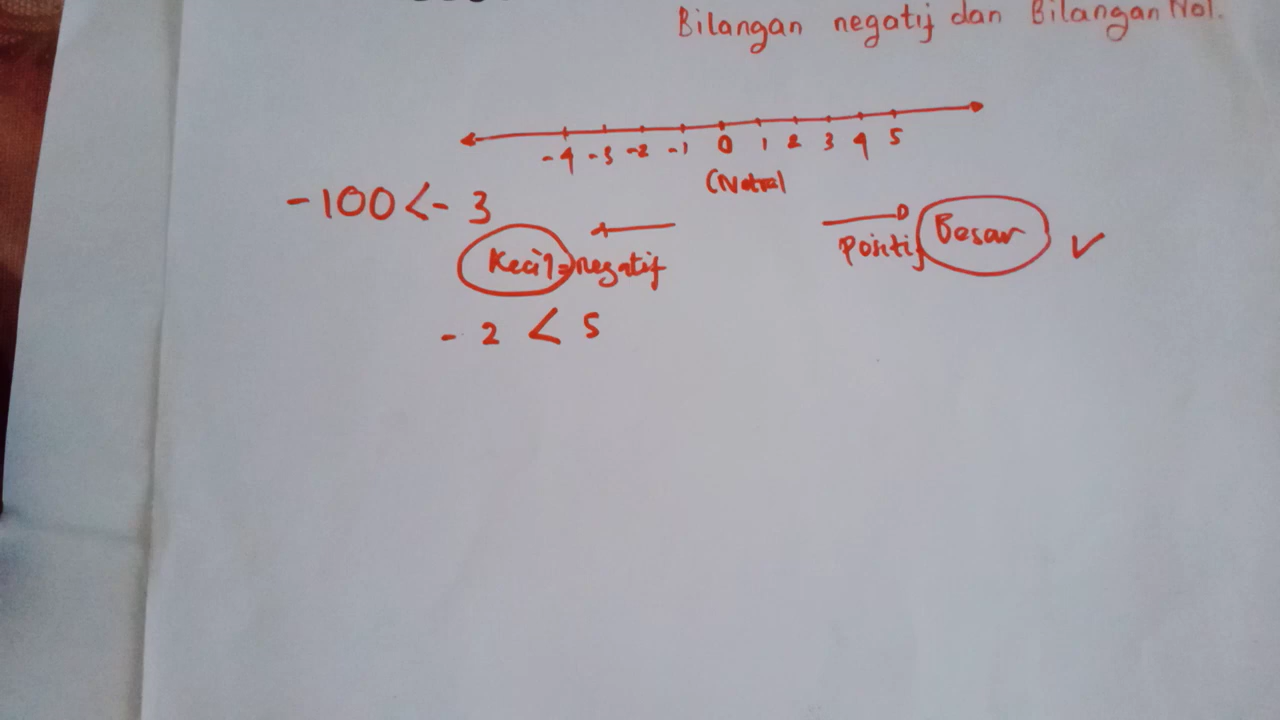 Bilangan negatif dan Bilangan Nol.
-4 -3 -2 -1 0 1 2 3 4 5
(Netral)
-100 < - 3
Kecil = negatif
Positif Besar ✓
- 2 < 5